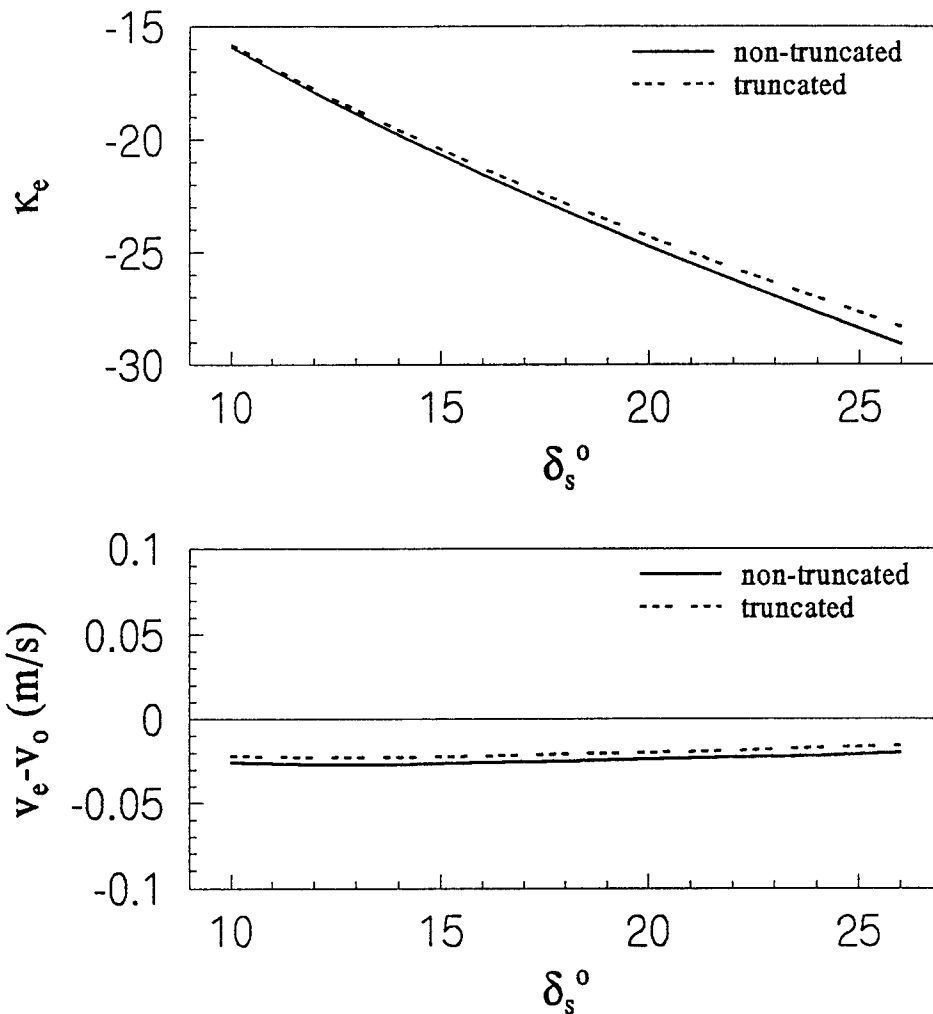 -15
non-truncated
truncated
-20
κe
-25
-30
10 15 20 25
δs°
0.1
non-truncated
truncated
0.05
ve-vo (m/s)
0
-0.05
-0.1
10 15 20 25
δs°